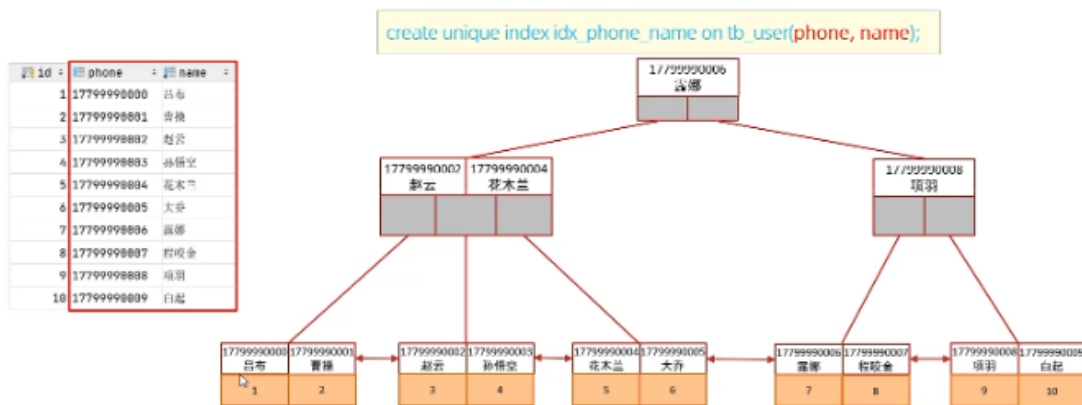 create unique index idx_phone_name on tb_user(phone, name);
id phone name
1 17799990000 吕布
2 17799990001 曹操
3 17799990002 赵云
4 17799990003 孙悟空
5 17799990004 花木兰
6 17799990005 大乔
7 17799990006 露娜
8 17799990007 程咬金
9 17799990008 项羽
10 17799990009 白起
17799990006
露娜
17799990002 17799990004
赵云 花木兰
17799990008
项羽
17799990000 17799990001 17799990002 17799990003 17799990004 17799990005 17799990006 17799990007 17799990008 17799990009
吕布 曹操 赵云 孙悟空 花木兰 大乔 露娜 程咬金 项羽 白起
1 2 3 4 5 6 7 8 9 10